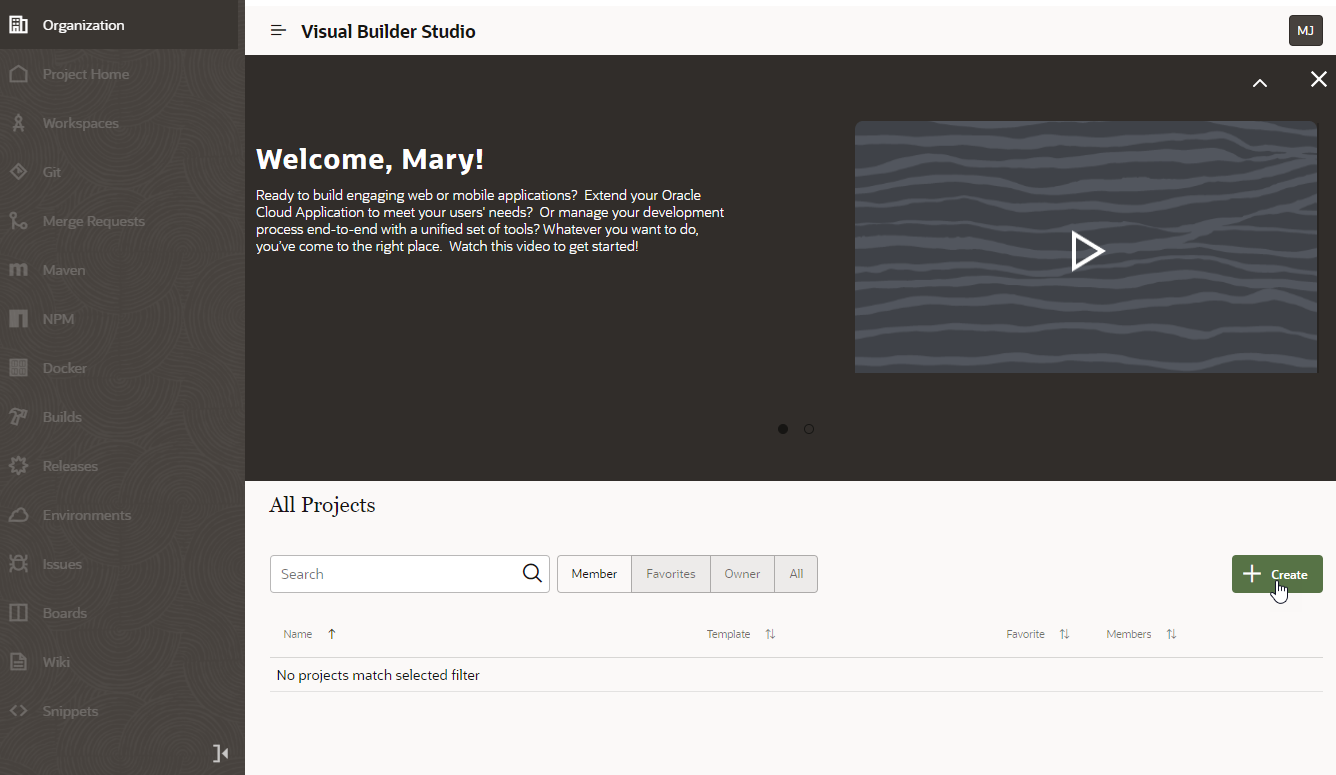 Organization
Project Home
Workspaces
Git
Merge Requests
Maven
NPM
Docker
Builds
Releases
Environments
Issues
Boards
Wiki
Snippets
Visual Builder Studio
MJ
Welcome, Mary!
Ready to build engaging web or mobile applications?  Extend your Oracle
Cloud Application to meet your users' needs?  Or manage your development
process end-to-end with a unified set of tools? Whatever you want to do,
you've come to the right place.  Watch this video to get started!
All Projects
Search
Member Favorites Owner All
Create
Name Template Favorite Members
No projects match selected filter